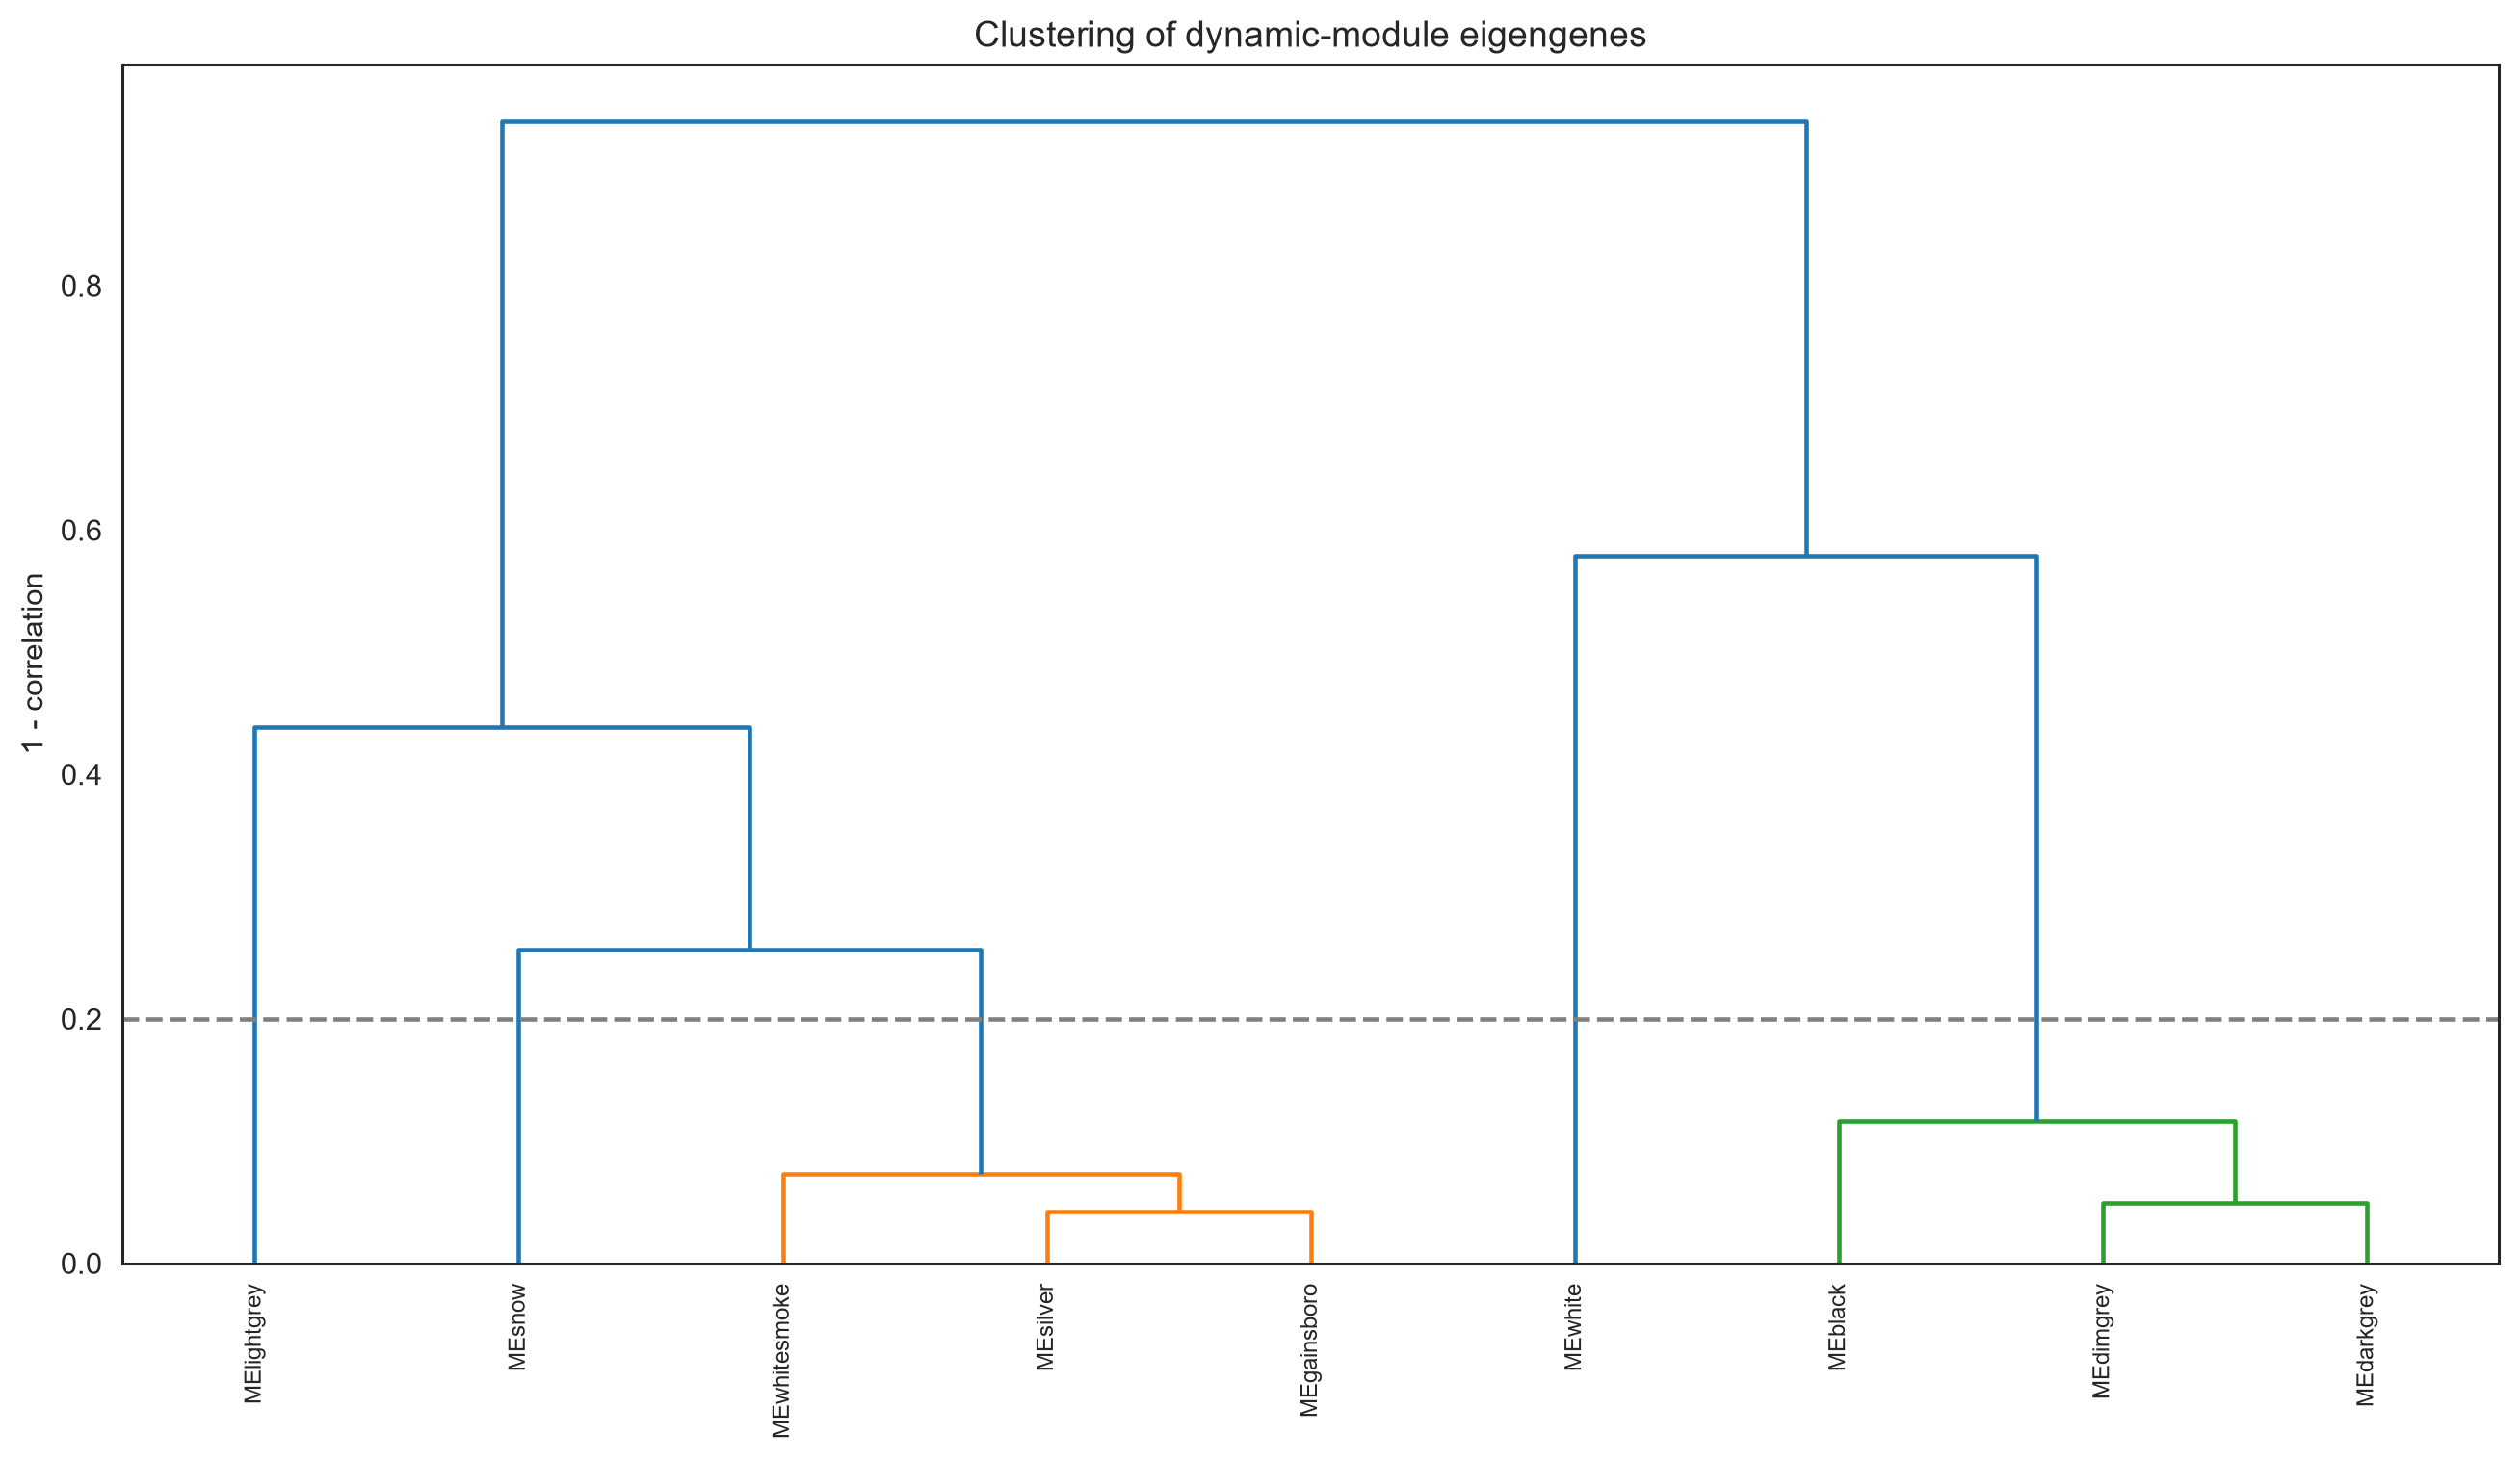 Clustering of dynamic-module eigengenes
1 - correlation
0.8
0.6
0.4
0.2
0.0
MElightgrey
MEsnow
MEwhitesmoke
MEsilver
MEgainsboro
MEwhite
MEblack
MEdimgrey
MEdarkgrey